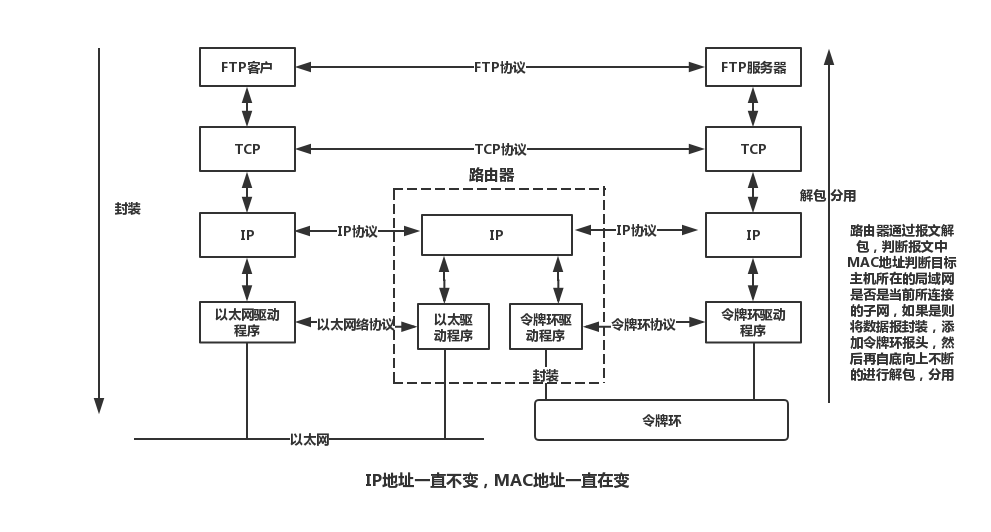 FTP客户
FTP协议
FTP服务器
TCP
TCP协议
TCP
路由器
封装
解包 分用
IP
IP协议
IP
IP协议
IP
路由器通过报文解
包，判断报文中
MAC地址判断目标
主机所在的局域网
是否是当前所连接
的子网，如果是则
将数据报封装，添
加令牌环报头，然
后再自底向上不断
的进行解包，分用
以太网驱动
程序
以太网络协议
以太驱
动程序
令牌环驱
动程序
令牌环协议
令牌环驱动
程序
封装
令牌环
以太网
IP地址一直不变，MAC地址一直在变